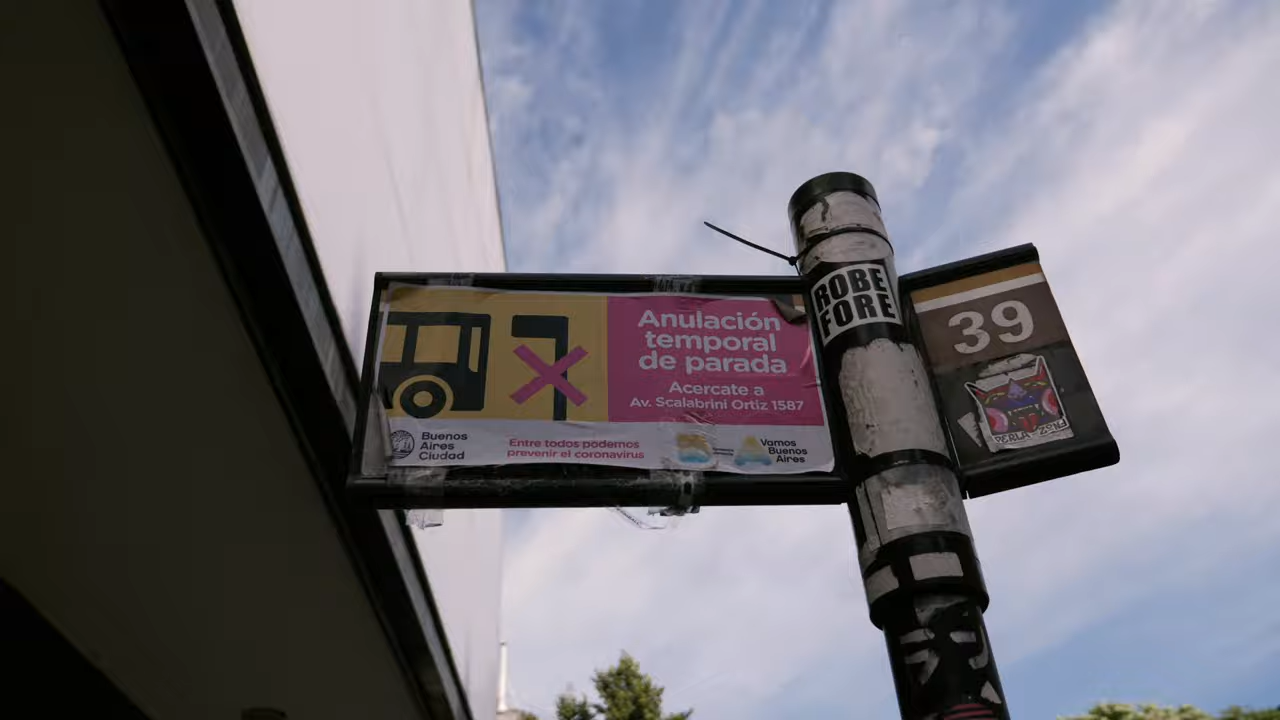 Anulación
temporal
de parada
Acercate a
Av. Scalabrini Ortiz 1587
Buenos
Aires
Ciudad
Entre todos podemos
prevenir el coronavirus
Vamos
Buenos
Aires
ROBE
FORE
39
PERLA